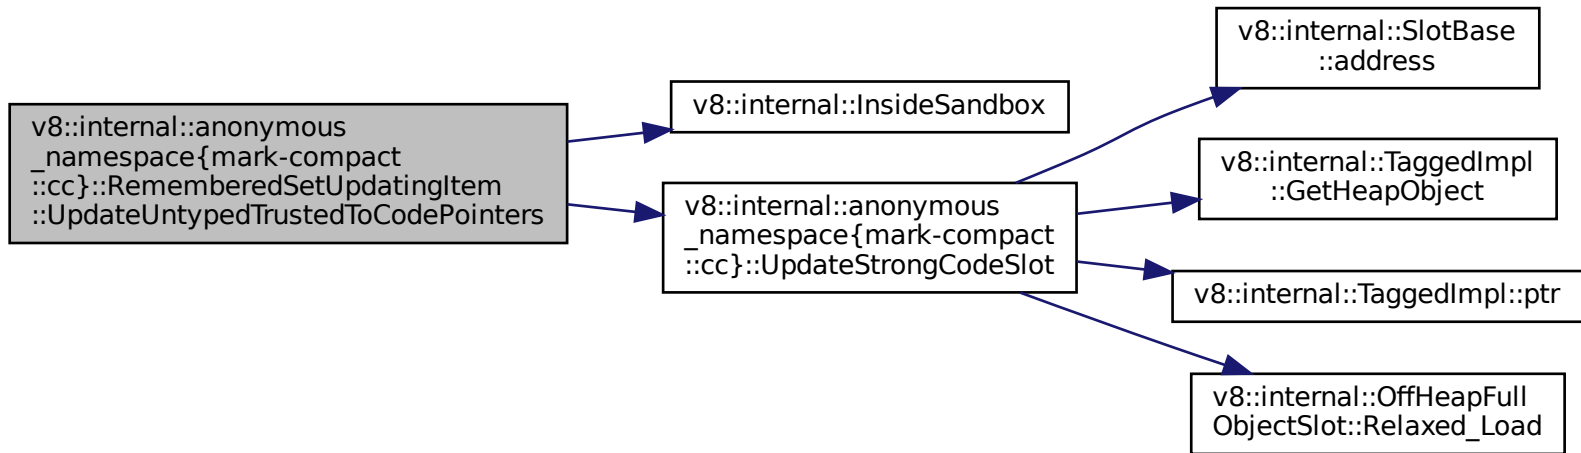 v8::internal::anonymous
_namespace{mark-compact
::cc}::RememberedSetUpdatingItem
::UpdateUntypedTrustedToCodePointers
v8::internal::InsideSandbox
v8::internal::anonymous
_namespace{mark-compact
::cc}::UpdateStrongCodeSlot
v8::internal::SlotBase
::address
v8::internal::TaggedImpl
::GetHeapObject
v8::internal::TaggedImpl::ptr
v8::internal::OffHeapFull
ObjectSlot::Relaxed_Load